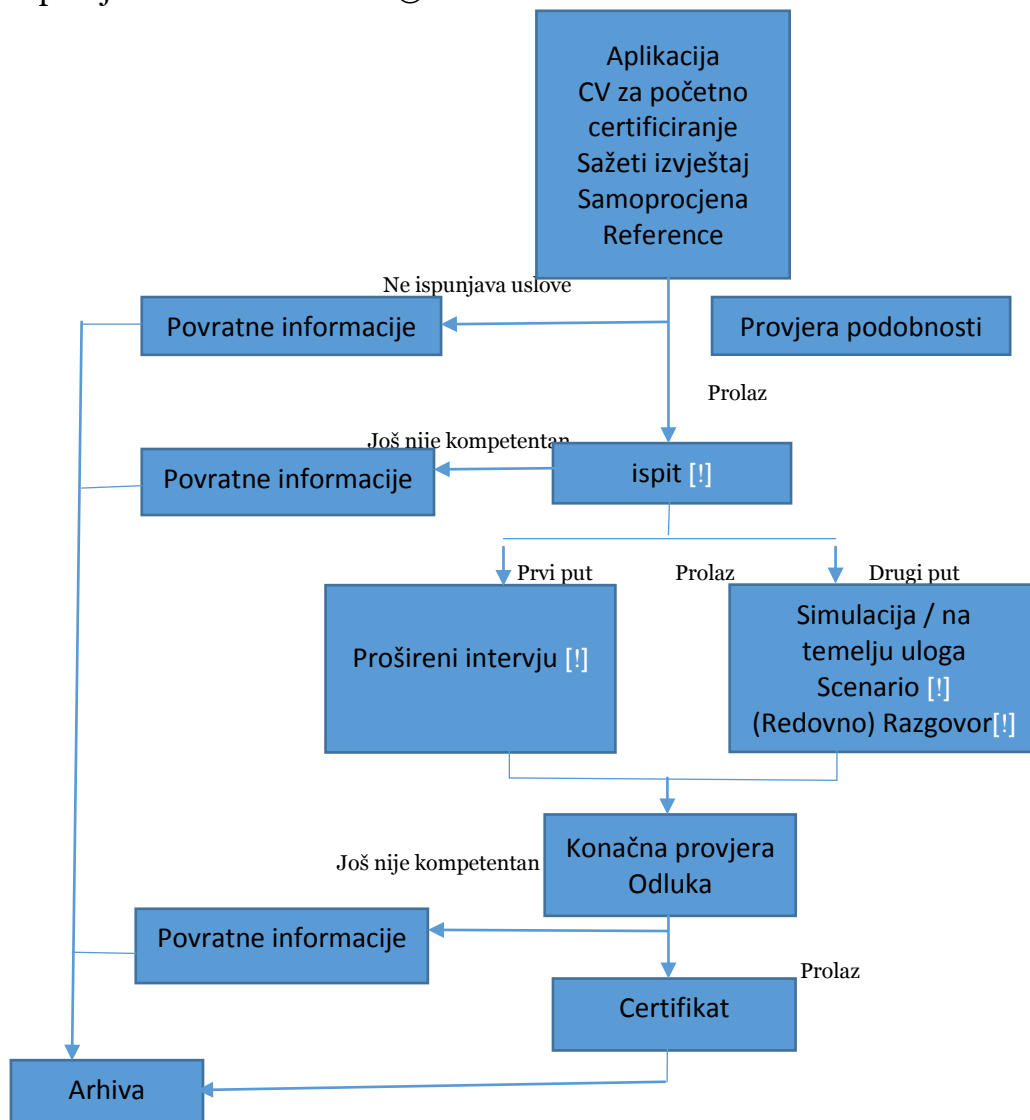 Aplikacija
CV za početno
certificiranje
Sažeti izvještaj
Samoprocjena
Reference
Ne ispunjava uslove
Povratne informacije
Provjera podobnosti
Prolaz
Još nije kompetentan
Povratne informacije
ispit [!]
Prvi put
Prolaz
Drugi put
Prošireni intervju [!]
Simulacija / na
temelju uloga
Scenario [!]
(Redovno) Razgovor[!]
Konačna provjera
Odluka
Još nije kompetentan
Povratne informacije
Prolaz
Certifikat
Arhiva